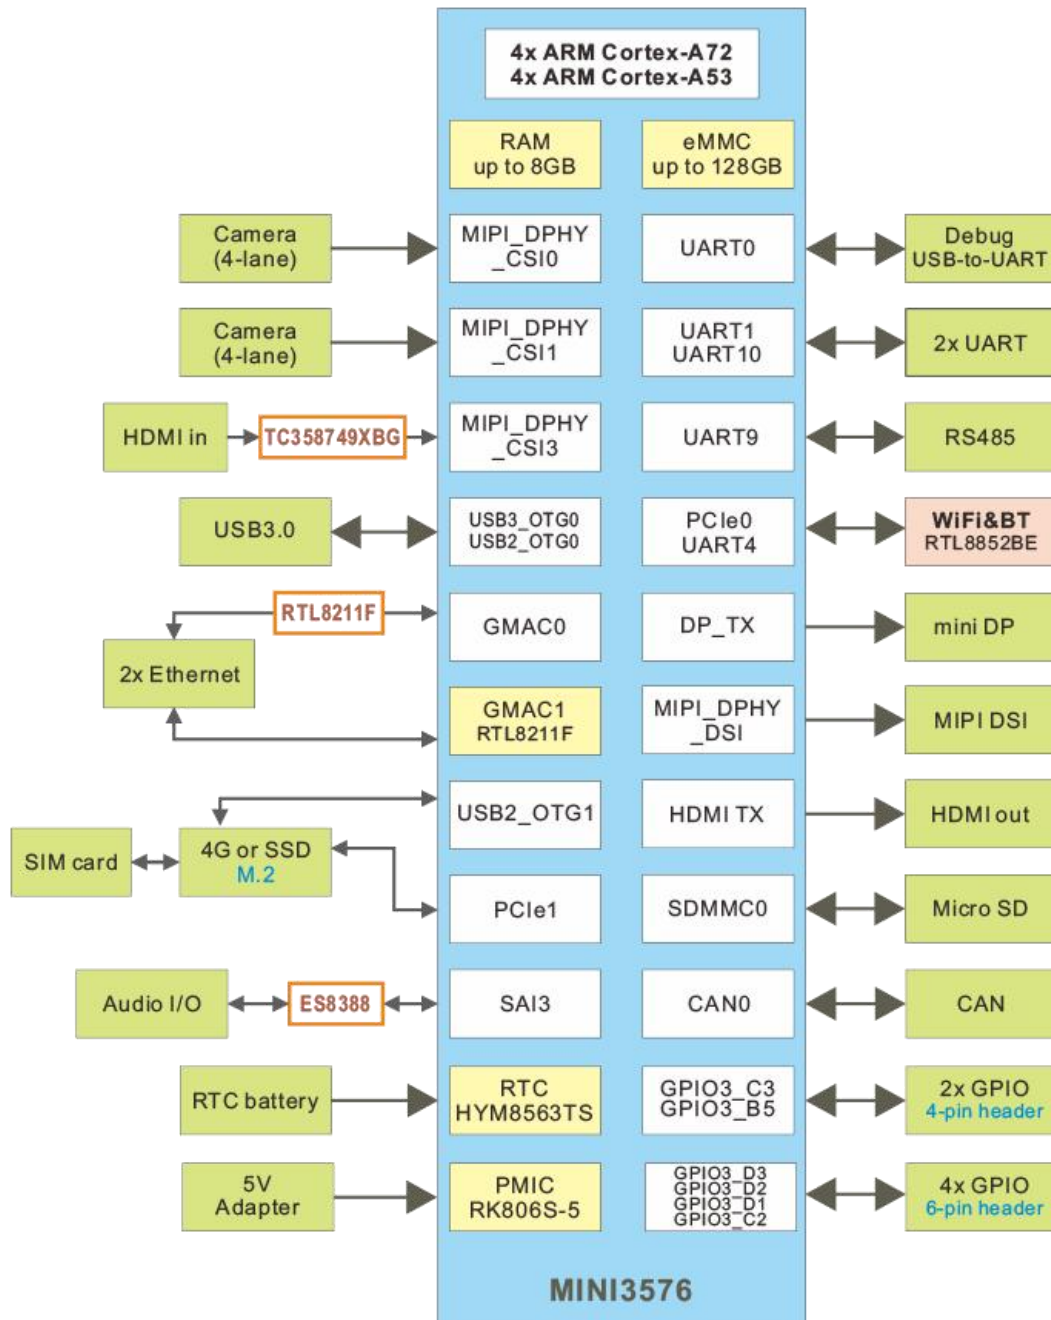 4x ARM Cortex-A72
4x ARM Cortex-A53
RAM
up to 8GB
eMMC
up to 128GB
Camera
(4-lane)
MIPI_DPHY
_CSI0
UART0
Debug
USB-to-UART
Camera
(4-lane)
MIPI_DPHY
_CSI1
UART1
UART10
2x UART
HDMI in
TC358749XBG
MIPI_DPHY
_CSI3
UART9
RS485
USB3.0
USB3_OTG0
USB2_OTG0
PCIe0
UART4
WiFi&BT
RTL8852BE
RTL8211F
GMAC0
DP_TX
mini DP
2x Ethernet
GMAC1
RTL8211F
MIPI_DPHY
_DSI
MIPI DSI
USB2_OTG1
HDMI TX
HDMI out
SIM card
4G or SSD
M.2
PCIe1
SDMMC0
Micro SD
Audio I/O
ES8388
SAI3
CAN0
CAN
RTC battery
RTC
HYM8563TS
GPIO3_C3
GPIO3_B5
2x GPIO
4-pin header
5V
Adapter
PMIC
RK806S-5
GPIO3_D3
GPIO3_D2
GPIO3_D1
GPIO3_C2
4x GPIO
6-pin header
MINI3576